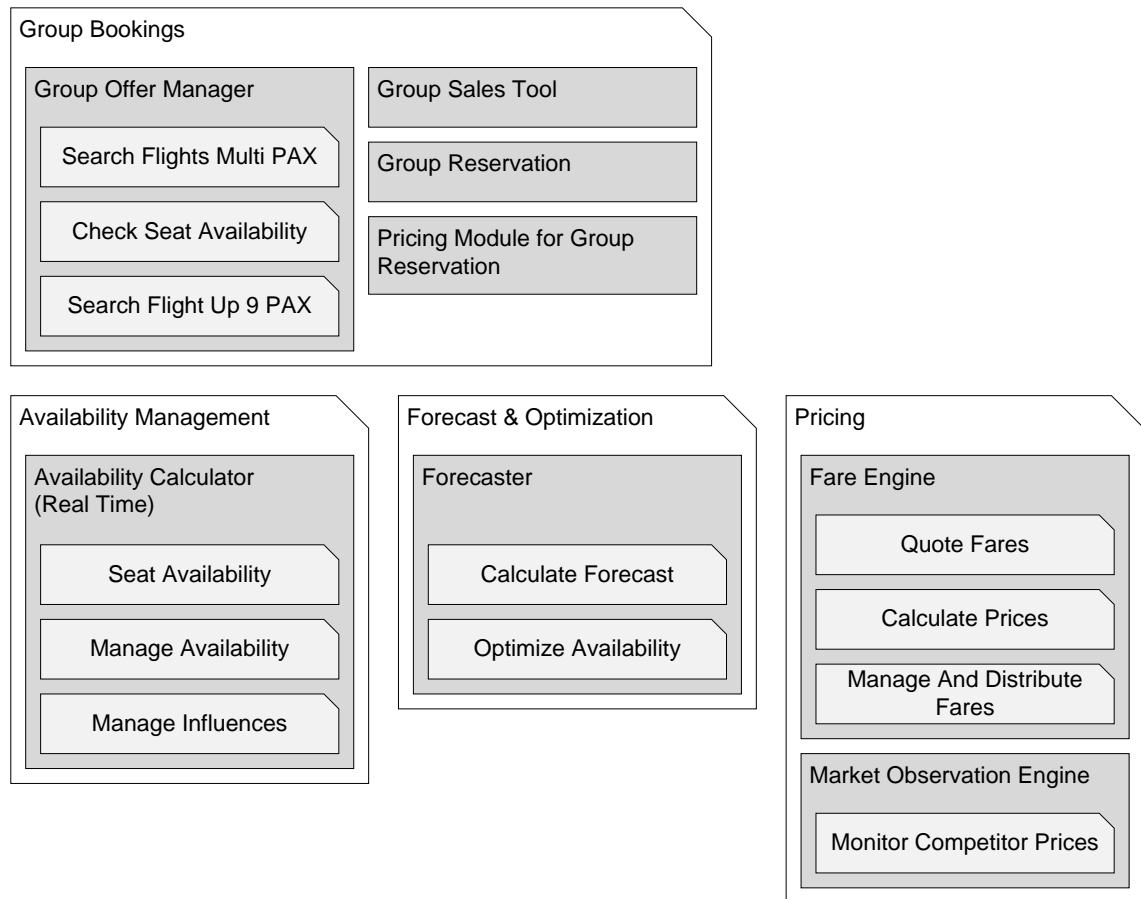 Group Bookings
Group Offer Manager
Search Flights Multi PAX
Check Seat Availability
Search Flight Up 9 PAX
Group Sales Tool
Group Reservation
Pricing Module for Group
Reservation
Availability Management
Availability Calculator
(Real Time)
Seat Availability
Manage Availability
Manage Influences
Forecast & Optimization
Forecaster
Calculate Forecast
Optimize Availability
Pricing
Fare Engine
Quote Fares
Calculate Prices
Manage And Distribute
Fares
Market Observation Engine
Monitor Competitor Prices